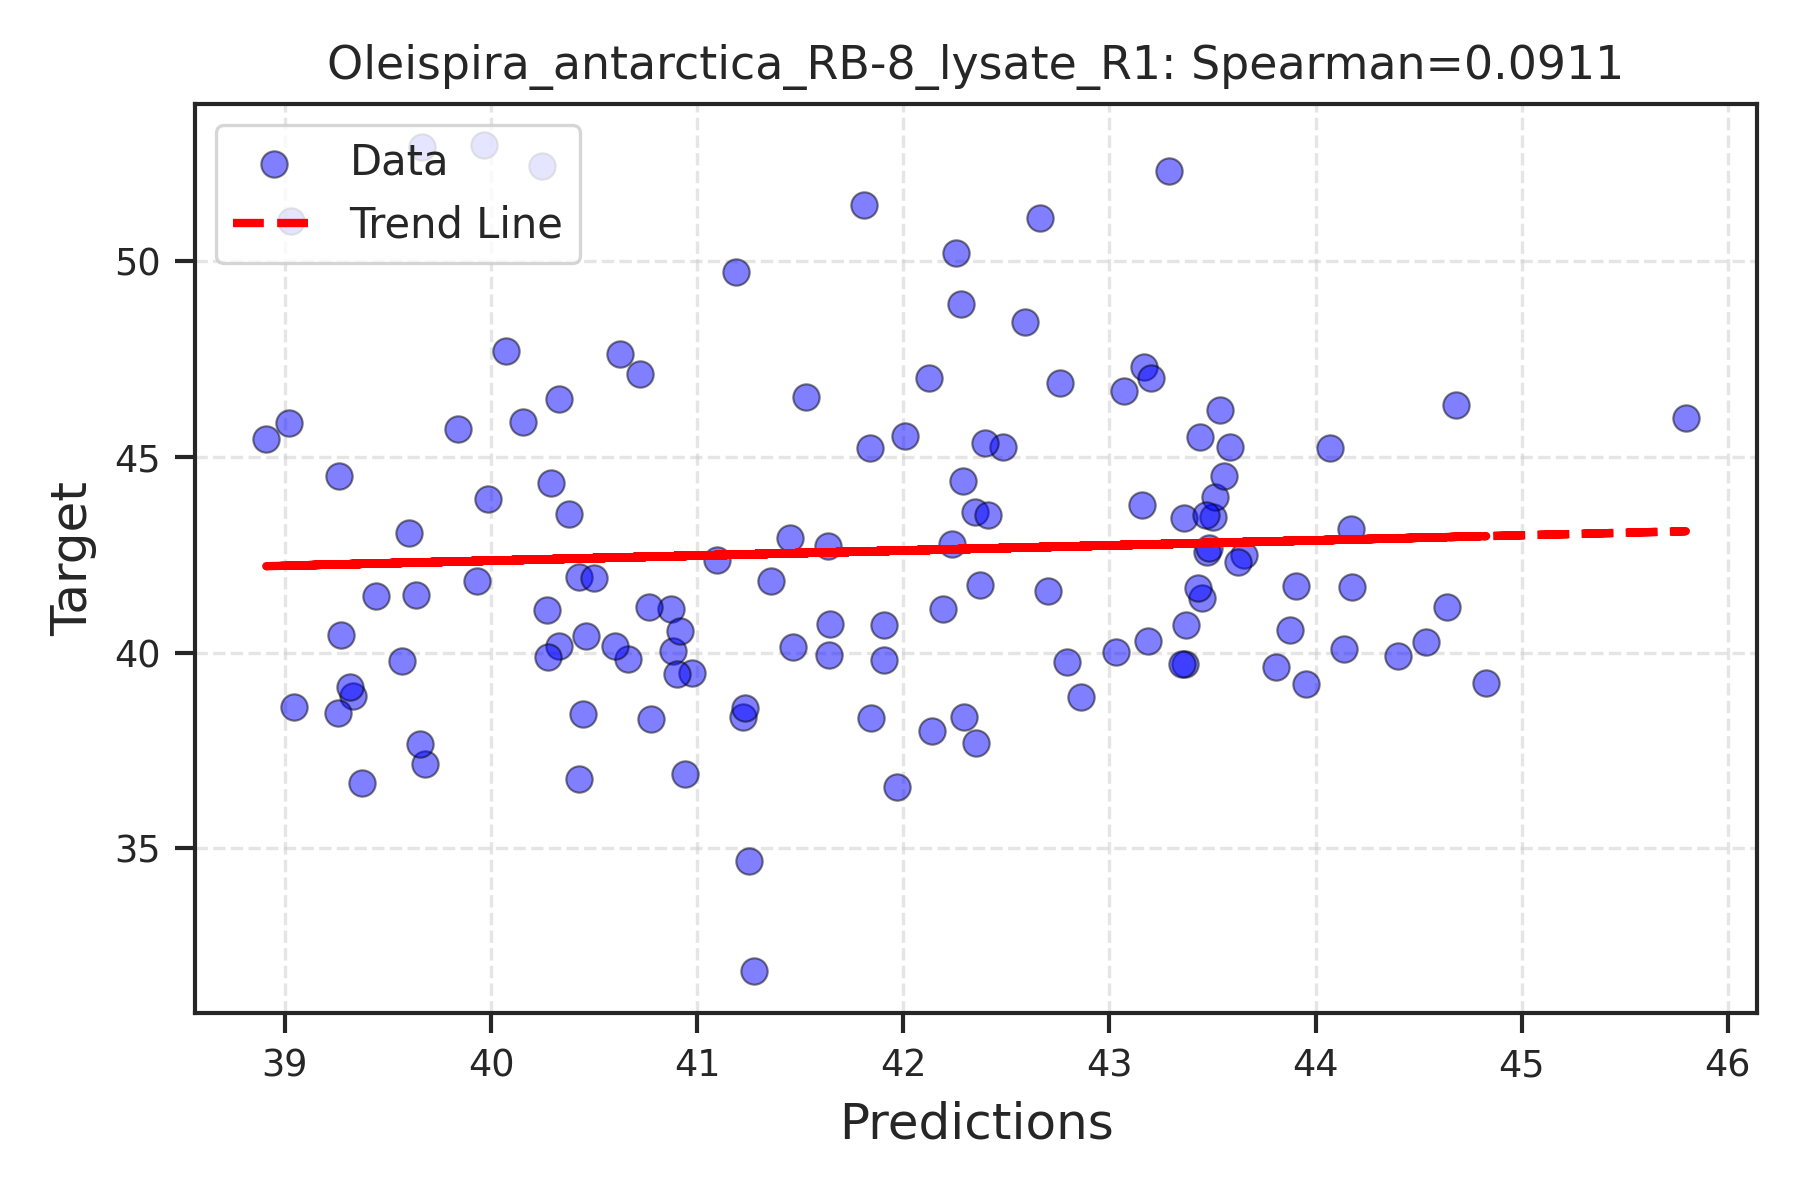 Oleispira_antarctica_RB-8_lysate_R1: Spearman=0.0911
Data
Trend Line
50
45
40
35
Target
39 40 41 42 43 44 45 46
Predictions